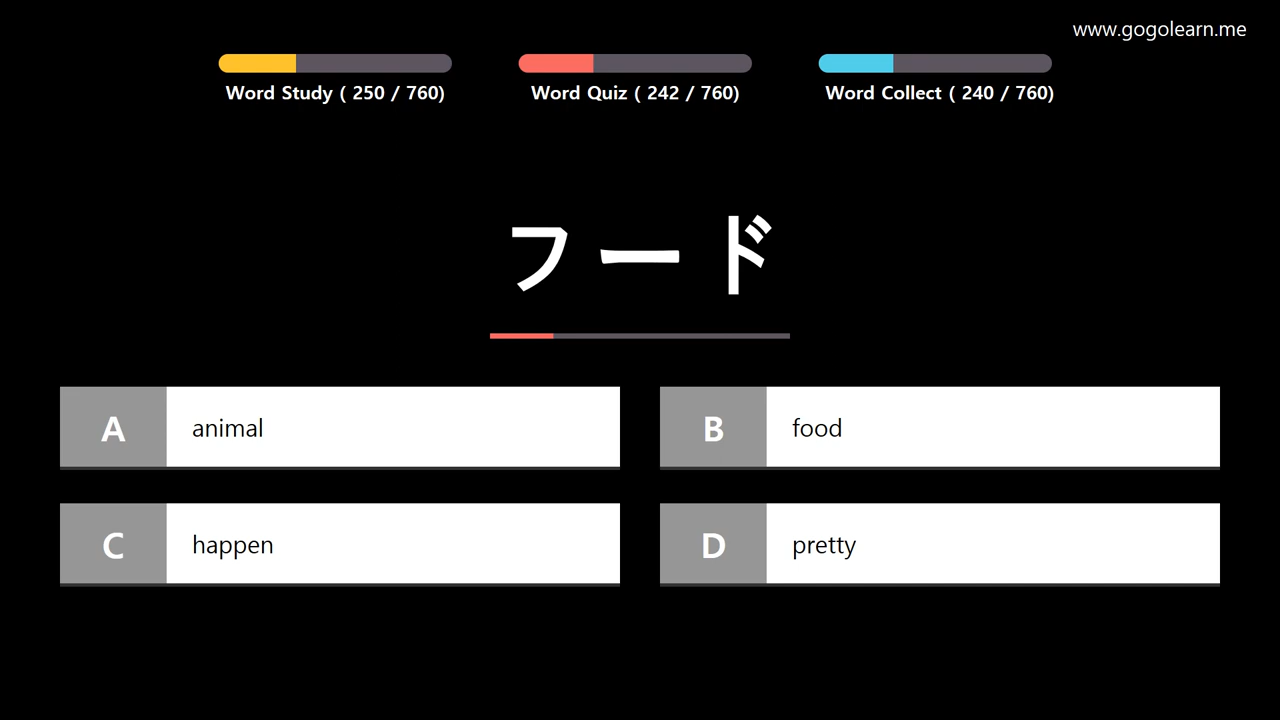 www.gogolearn.me
Word Study ( 250 / 760)
Word Quiz ( 242 / 760)
Word Collect ( 240 / 760)
フード
A animal
B food
C happen
D pretty